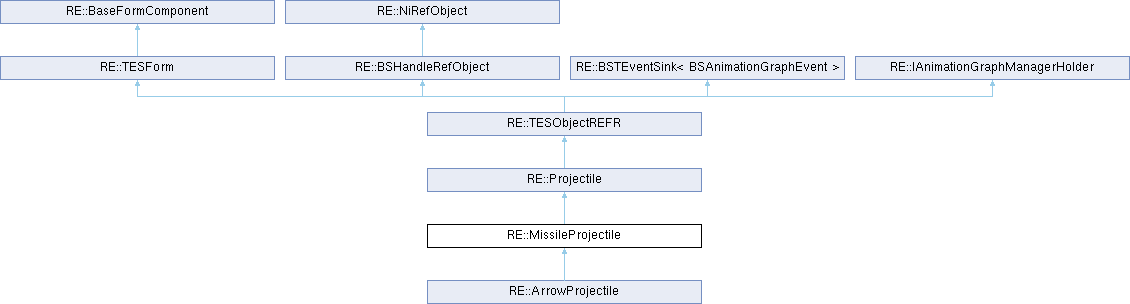 RE::BaseFormComponent
RE::NiRefObject
RE::TESForm
RE::BSHandleRefObject
RE::BSTEventSink< BSAnimationGraphEvent >
RE::IAnimationGraphManagerHolder
RE::TESObjectREFR
RE::Projectile
RE::MissileProjectile
RE::ArrowProjectile